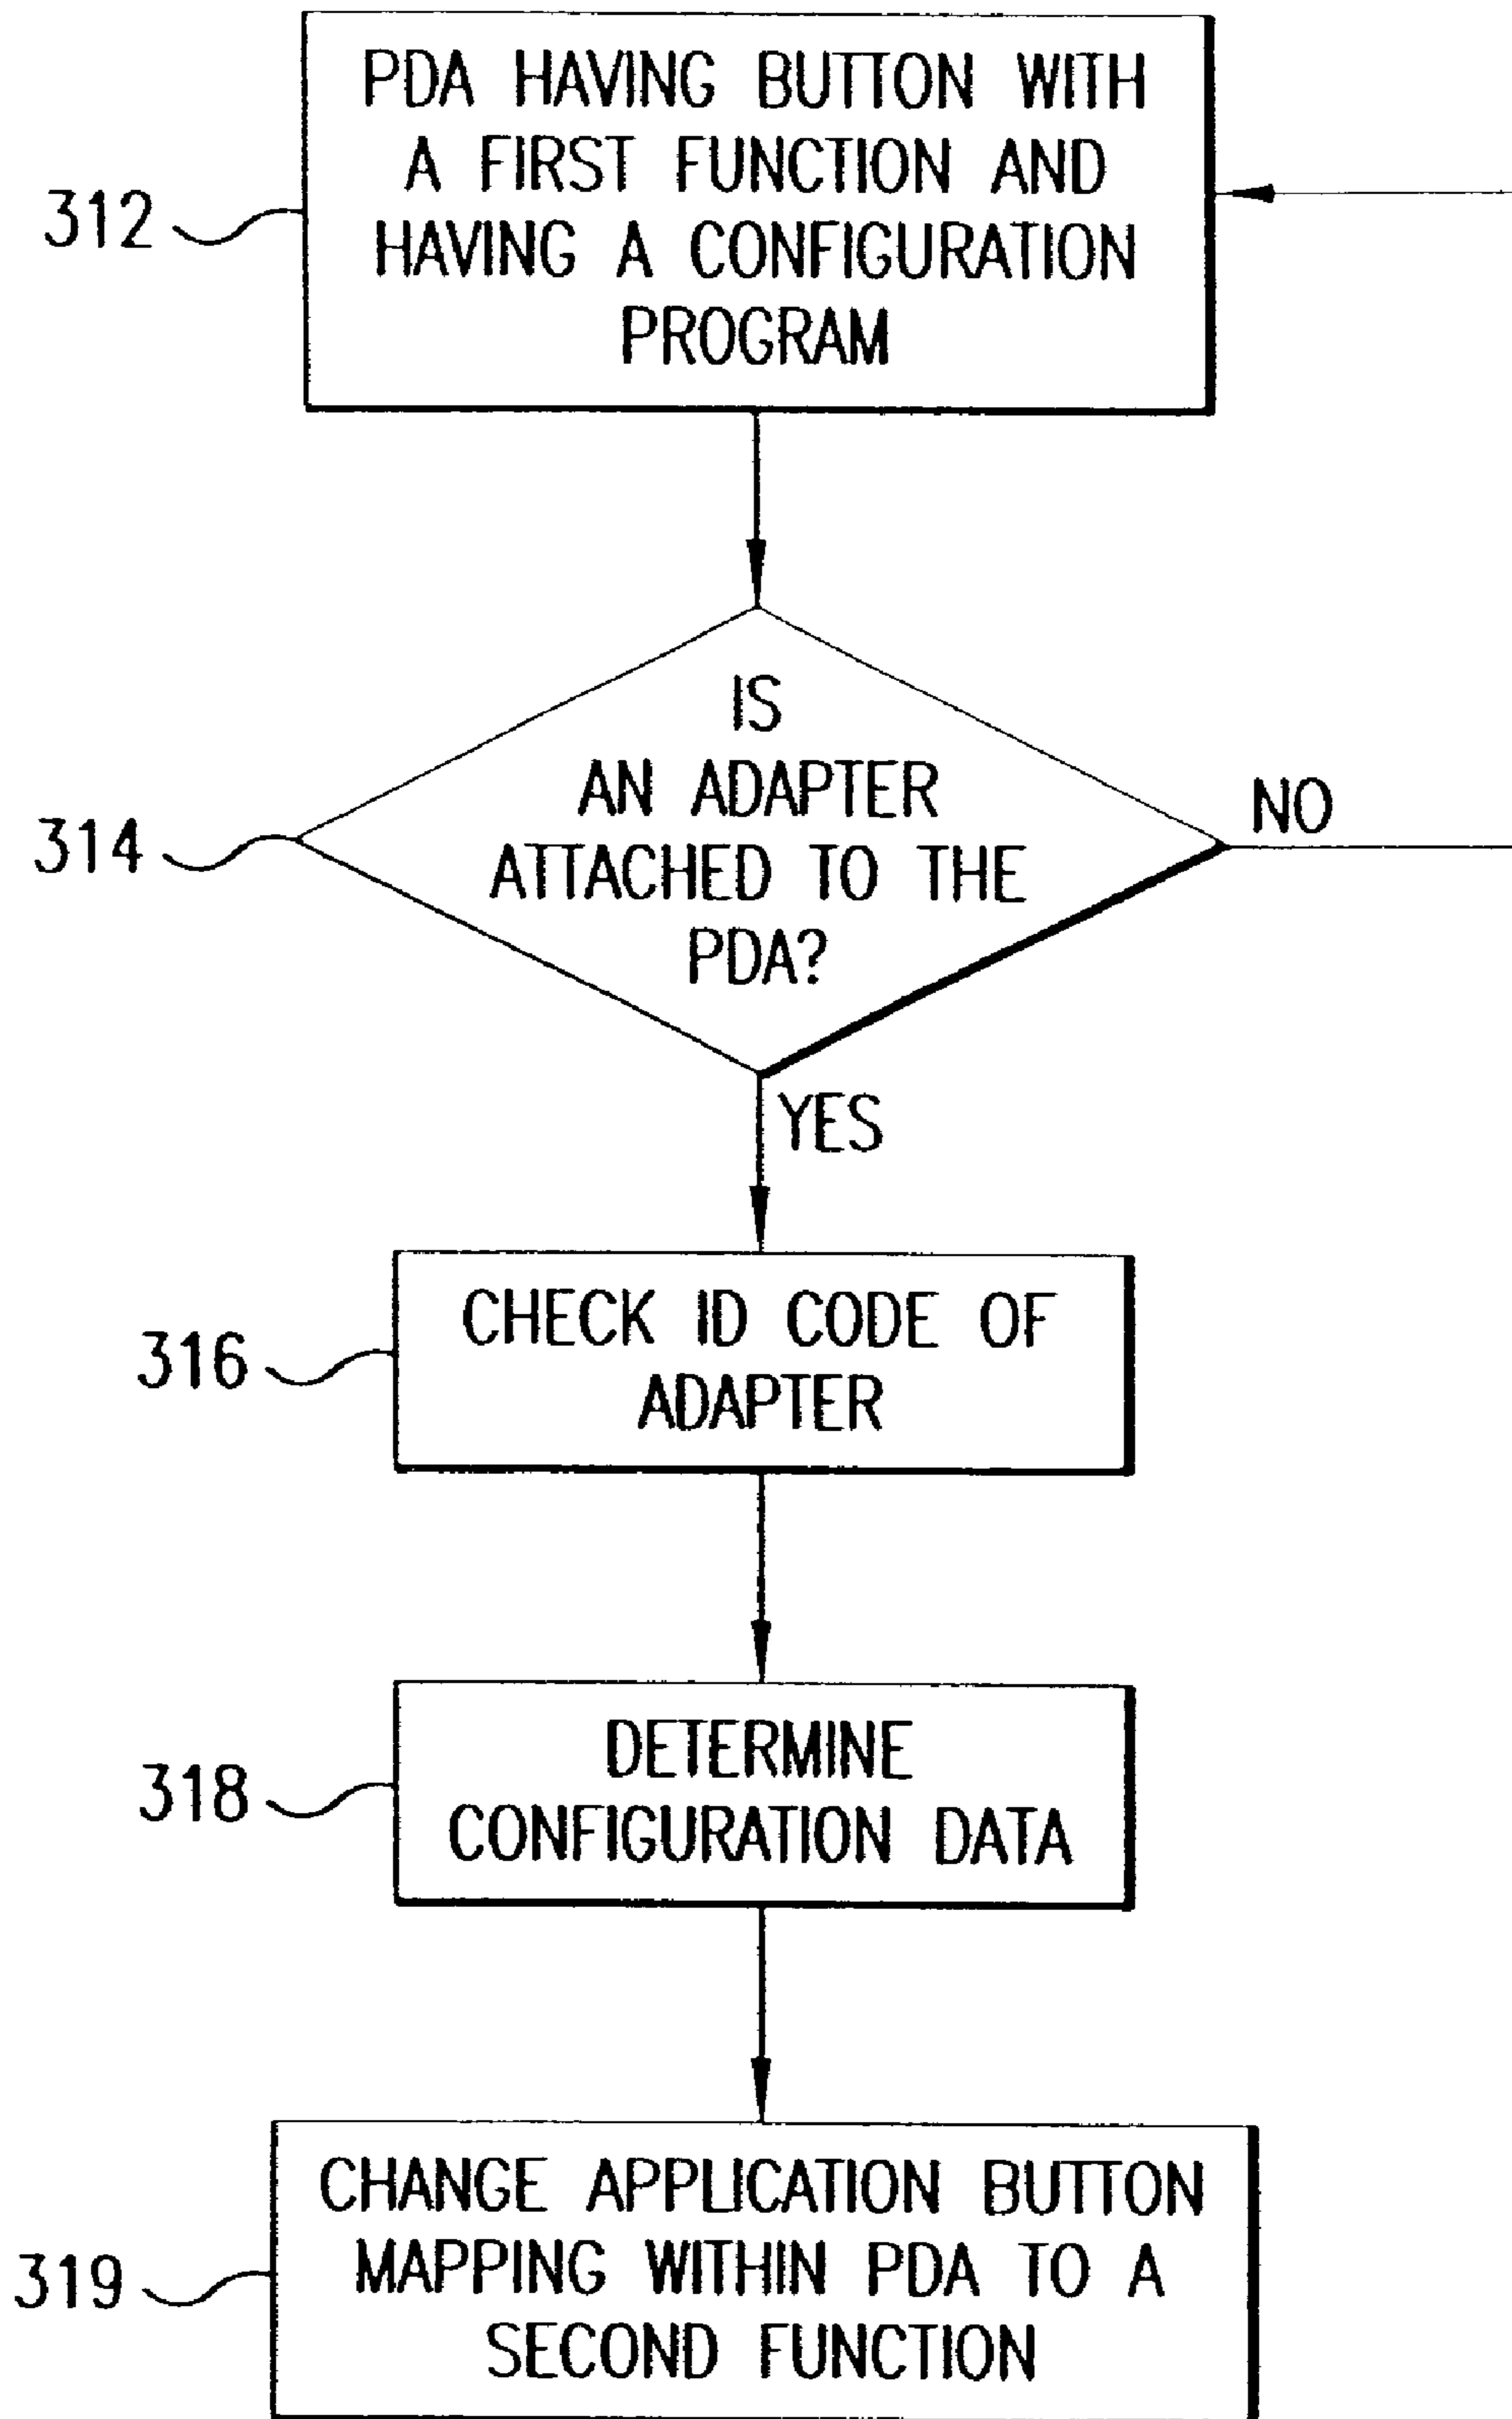 PDA HAVING BUTTON WITH
A FIRST FUNCTION AND
HAVING A CONFIGURATION
PROGRAM
312
IS
AN ADAPTER
ATTACHED TO THE
PDA?
314
NO
YES
CHECK ID CODE OF
ADAPTER
316
DETERMINE
CONFIGURATION DATA
318
CHANGE APPLICATION BUTTON
MAPPING WITHIN PDA TO A
SECOND FUNCTION
319